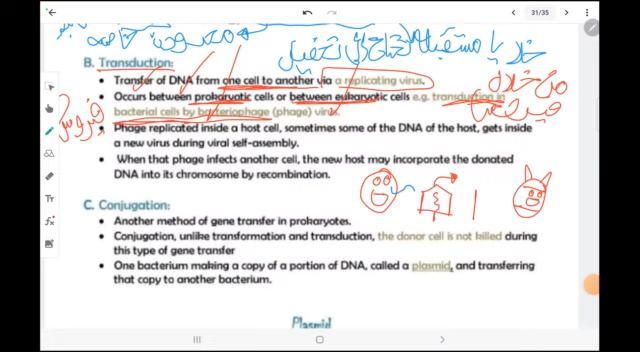 31/35
خلايا مستقبلة تحتاج الى تحفيز
B. Transduction:
من خلال
Transfer of DNA from one cell to another via a replicating virus.
Occurs between prokaryotic cells or between eukaryotic cells e.g. transduction in
فيروس
bacterial cells by bacteriophage (phage) virus.
Phage replicated inside a host cell, sometimes some of the DNA of the host, gets inside
a new virus during viral self-assembly.
When that phage infects another cell, the new host may incorporate the donated
DNA into its chromosome by recombination.
C. Conjugation:
Another method of gene transfer in prokaryotes.
Conjugation, unlike transformation and transduction, the donor cell is not killed during
this type of gene transfer
One bacterium making a copy of a portion of DNA, called a plasmid, and transferring
that copy to another bacterium.
Plasmid